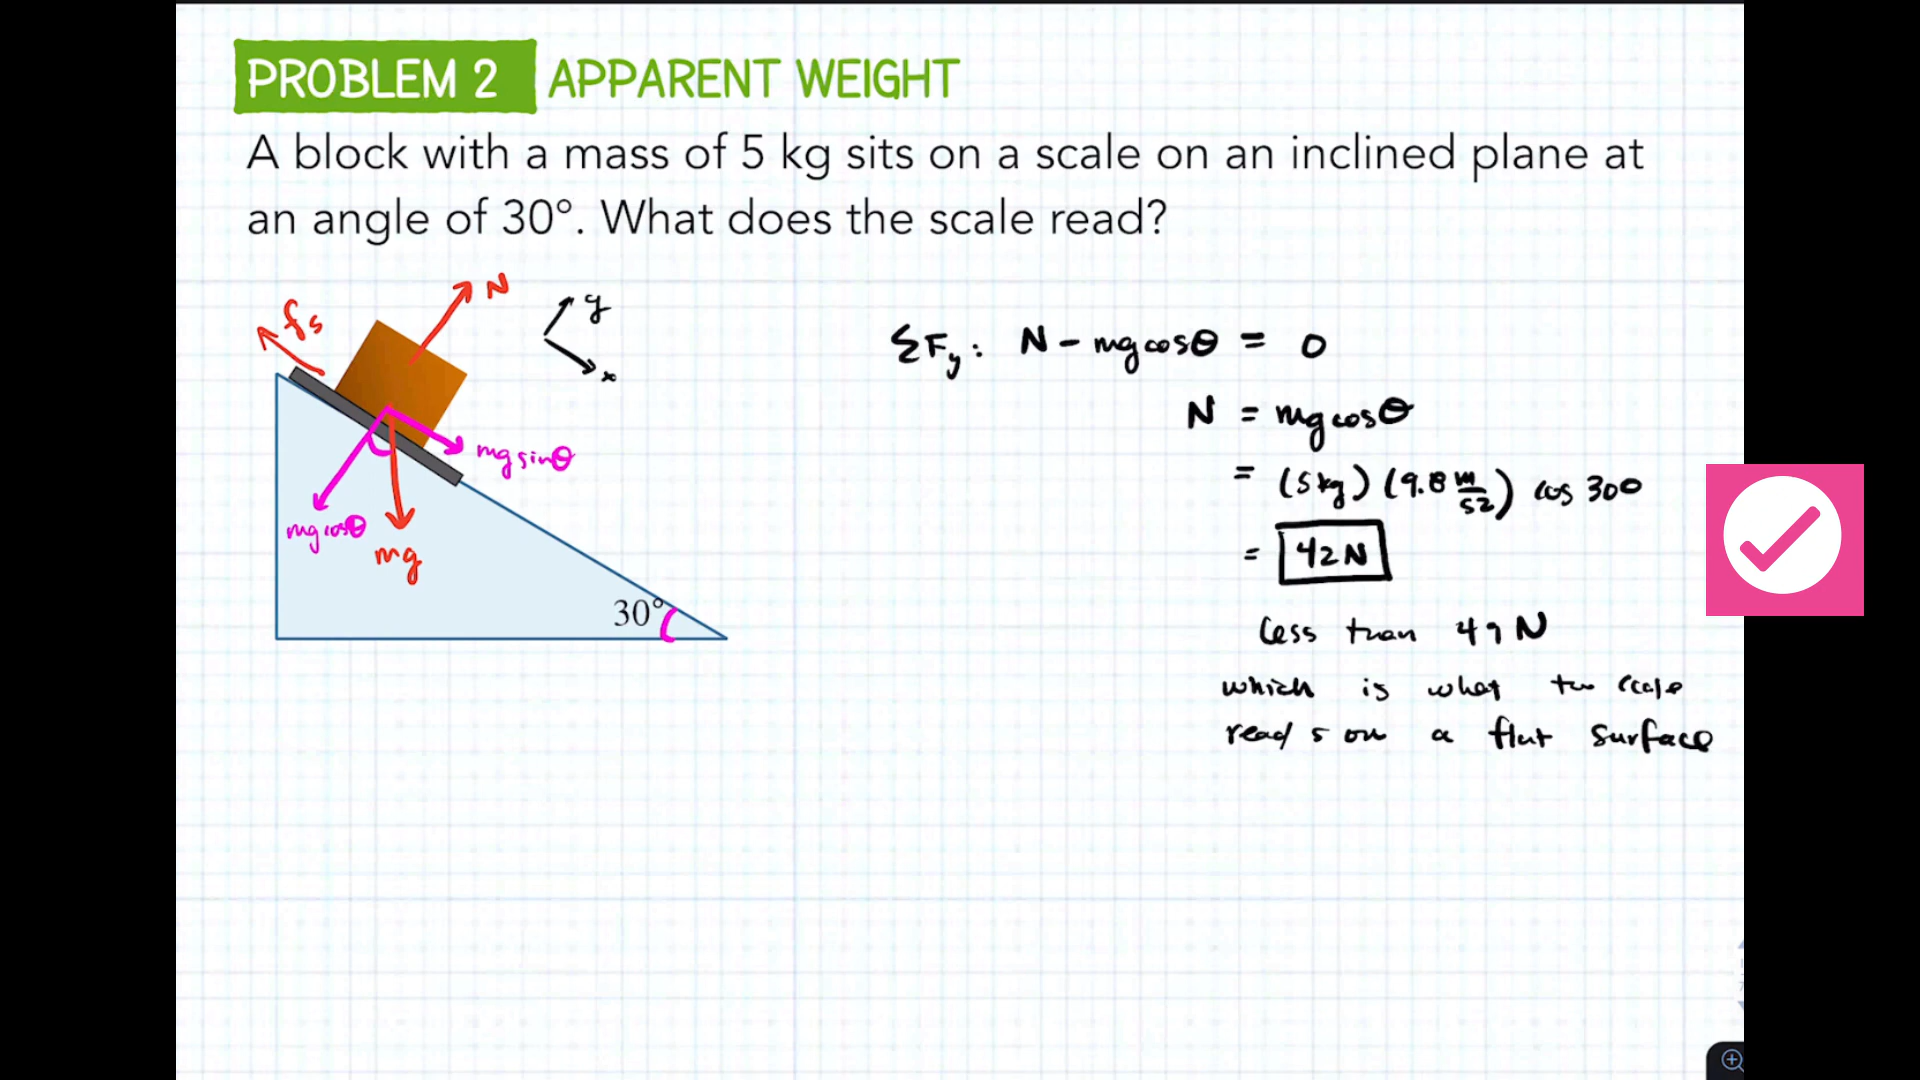 PROBLEM 2 APPARENT WEIGHT
A block with a mass of 5 kg sits on a scale on an inclined plane at
an angle of 30°. What does the scale read?
N
fs
y
x
mg sinθ
mg cosθ
mg
30°
ΣFy: N - mg cosθ = 0
N = mg cosθ
= (5 kg) (9.8 m/s2) cos 30°
= 42 N
less than 49 N
which is what the scale
reads on a flat surface